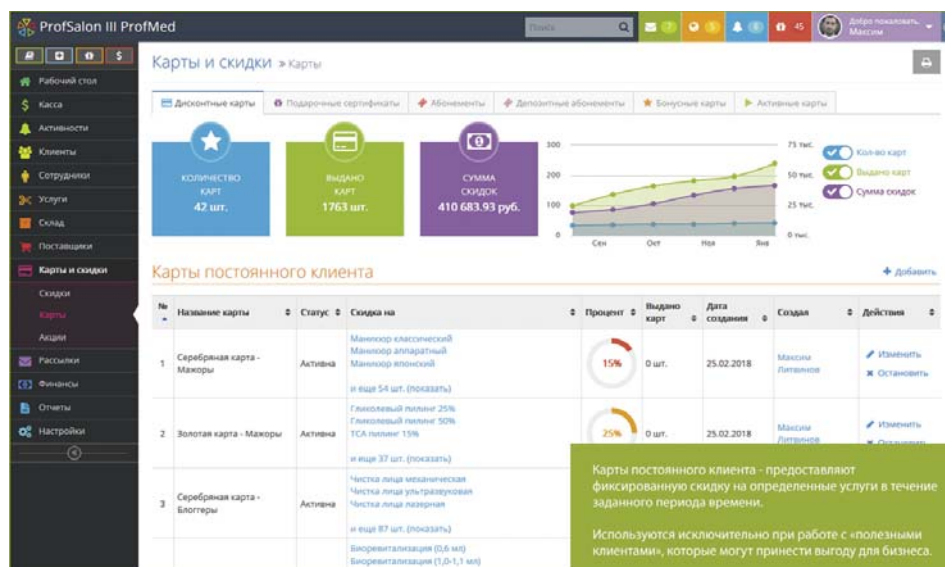 ProfSalon III ProfMed
Поиск
7
5
8
45
Добро пожаловать,
Максим
Рабочий стол
Касса
Активности
Клиенты
Сотрудники
Услуги
Склад
Поставщики
Карты и скидки
Скидки
Карты
Акции
Рассылки
Финансы
Отчеты
Настройки
Карты и скидки » Карты
Дисконтные карты
Подарочные сертификаты
Абонементы
Депозитные абонементы
Бонусные карты
Активные карты
КОЛИЧЕСТВО
КАРТ
42 шт.
ВЫДАНО
КАРТ
1763 шт.
СУММА
СКИДОК
410 683.93 руб.
300
200
100
0
Сен
Окт
Ноя
Янв
75 тыс.
50 тыс.
25 тыс.
0 тыс.
Кол-во карт
Выдано карт
Сумма скидок
Карты постоянного клиента
+ Добавить
№ Название карты Статус Скидка на Процент Выдано карт Дата создания Создал Действия
1
Серебряная карта -
Мажоры
Активна
Маникюр классический
Маникюр аппаратный
Маникюр японский
и еще 54 шт. (показать)
15%
0 шт.
25.02.2018
Максим
Литвинов
Изменить
Остановить
2
Золотая карта - Мажоры
Активна
Гликолевый пилинг 25%
Гликолевый пилинг 50%
ТСА пилинг 15%
и еще 37 шт. (показать)
25%
0 шт.
25.02.2018
Максим
Литвинов
Изменить
Остановить
3
Серебряная карта -
Блоггеры
Активна
Чистка лица механическая
Чистка лица ультразвуковая
Чистка лица лазерная
и еще 87 шт. (показать)
Биоревитализация (0,6 мл)
Биоревитализация (1,0-1,1 мл)
Карты постоянного клиента - предоставляют
фиксированную скидку на определенные услуги в течение
заданного периода времени.
Используются исключительно при работе с «полезными
клиентами», которые могут принести выгоду для бизнеса.